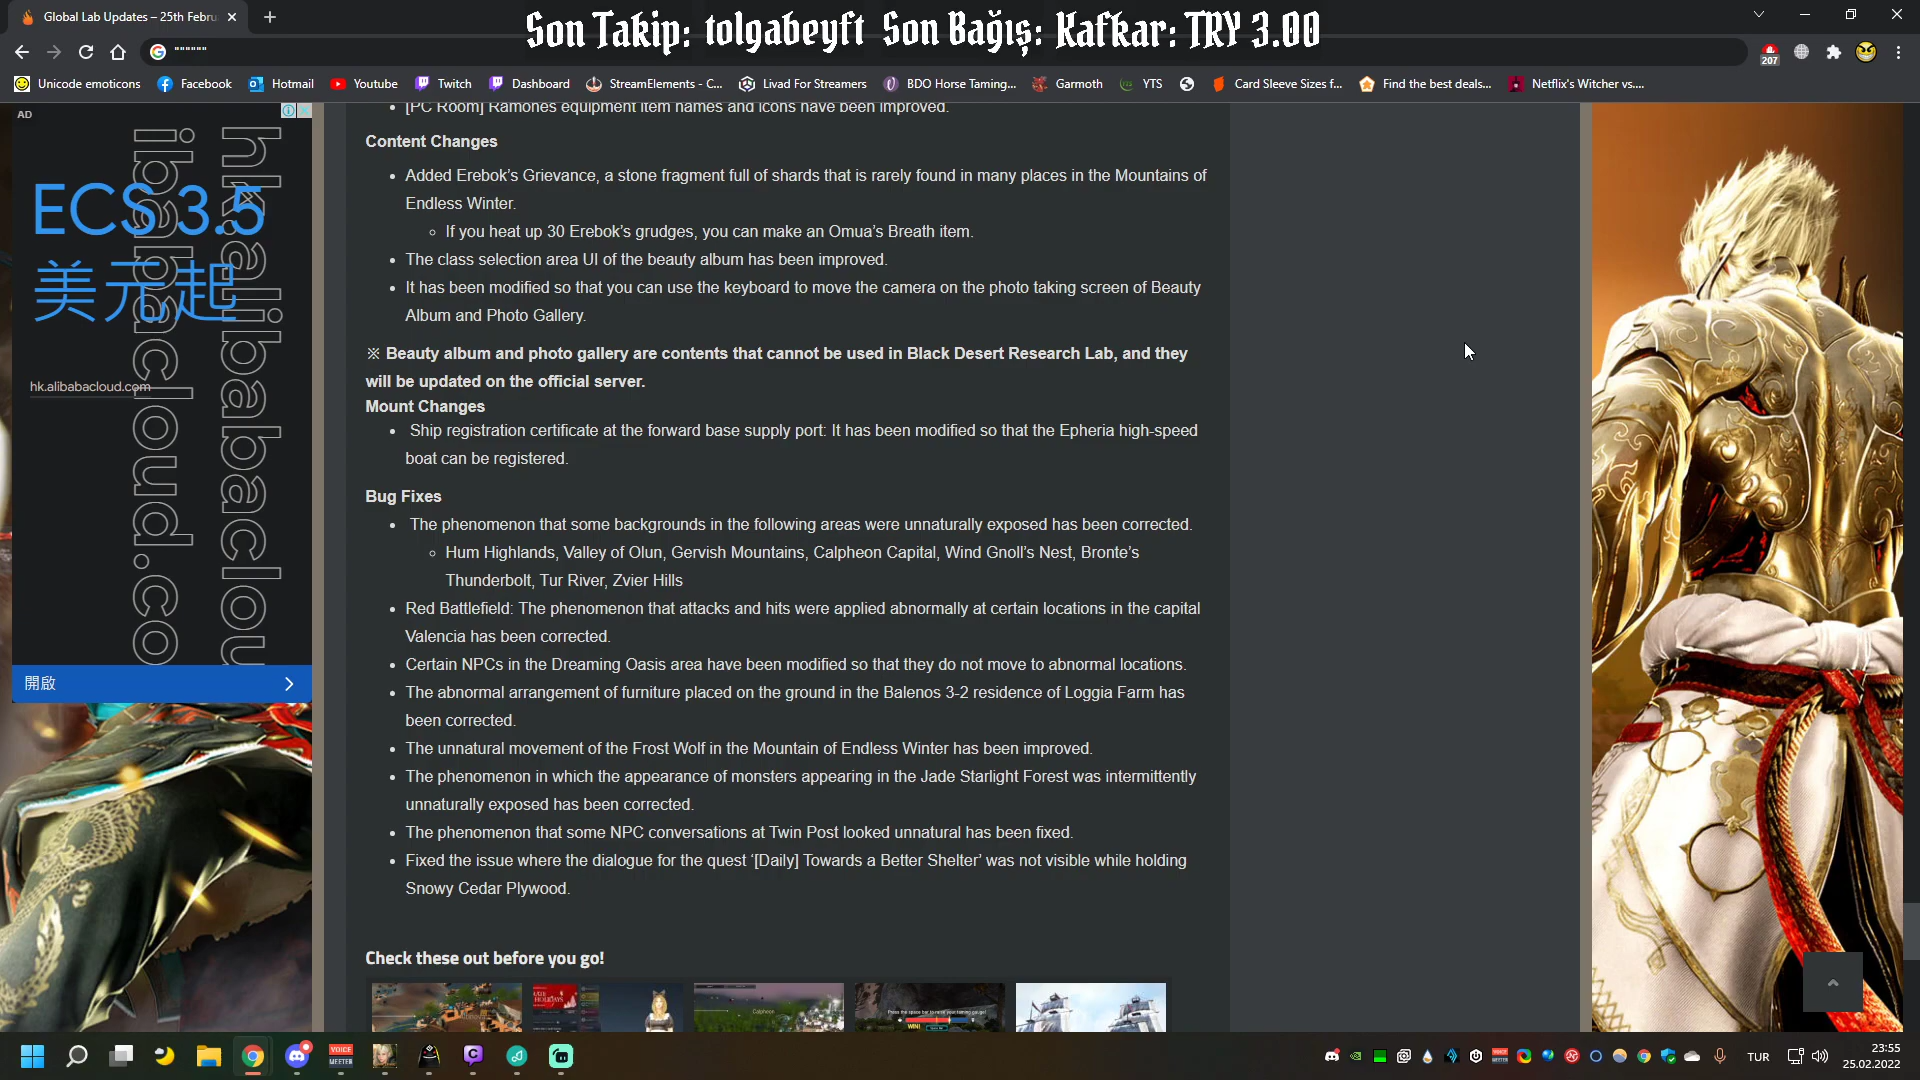 Global Lab Updates – 25th Febru
Son Takip: tolgabeyft Son Bağış: Kafkar: TRY 3.00
""""""
207
Unicode emoticons
Facebook
Hotmail
Youtube
Twitch
Dashboard
StreamElements - C...
Livad For Streamers
BDO Horse Taming...
Garmoth
YTS
Card Sleeve Sizes f...
Find the best deals...
Netflix's Witcher vs....
AD
hk.alibabaclou
ibabacloud.co
ECS 3.5
美元起
hk.alibabacloud.com
開啟
[PC Room] Ramones equipment item names and icons have been improved.
Content Changes
Added Erebok’s Grievance, a stone fragment full of shards that is rarely found in many places in the Mountains of
Endless Winter.
If you heat up 30 Erebok’s grudges, you can make an Omua’s Breath item.
The class selection area UI of the beauty album has been improved.
It has been modified so that you can use the keyboard to move the camera on the photo taking screen of Beauty
Album and Photo Gallery.
※ Beauty album and photo gallery are contents that cannot be used in Black Desert Research Lab, and they
will be updated on the official server.
Mount Changes
Ship registration certificate at the forward base supply port: It has been modified so that the Epheria high-speed
boat can be registered.
Bug Fixes
The phenomenon that some backgrounds in the following areas were unnaturally exposed has been corrected.
Hum Highlands, Valley of Olun, Gervish Mountains, Calpheon Capital, Wind Gnoll’s Nest, Bronte’s
Thunderbolt, Tur River, Zvier Hills
Red Battlefield: The phenomenon that attacks and hits were applied abnormally at certain locations in the capital
Valencia has been corrected.
Certain NPCs in the Dreaming Oasis area have been modified so that they do not move to abnormal locations.
The abnormal arrangement of furniture placed on the ground in the Balenos 3-2 residence of Loggia Farm has
been corrected.
The unnatural movement of the Frost Wolf in the Mountain of Endless Winter has been improved.
The phenomenon in which the appearance of monsters appearing in the Jade Starlight Forest was intermittently
unnaturally exposed has been corrected.
The phenomenon that some NPC conversations at Twin Post looked unnatural has been fixed.
Fixed the issue where the dialogue for the quest ‘[Daily] Towards a Better Shelter’ was not visible while holding
Snowy Cedar Plywood.
Check these out before you go!
Calpheon
WIN!
VOICE
MEETER
TUR
23:55
25.02.2022